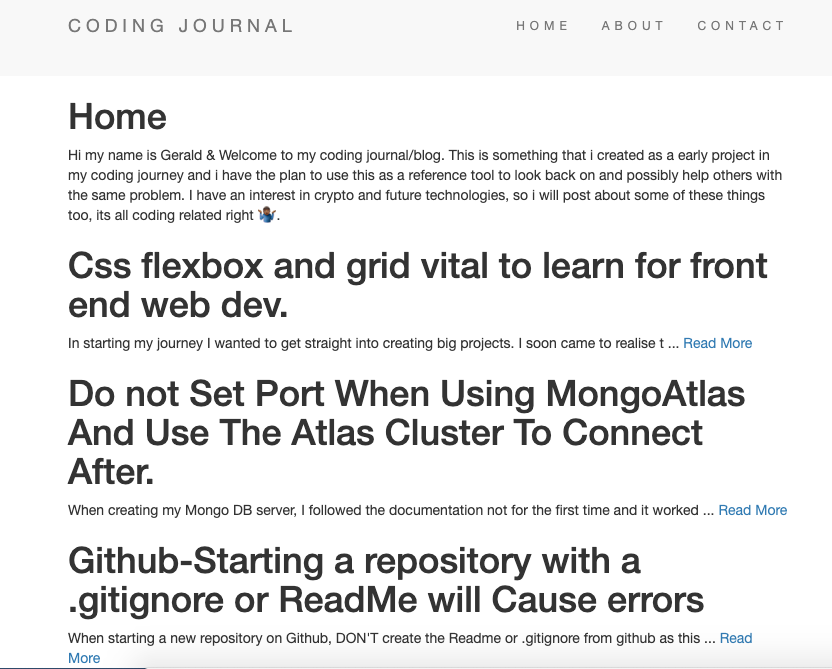 CODING JOURNAL
HOME ABOUT CONTACT
Home
Hi my name is Gerald & Welcome to my coding journal/blog. This is something that i created as a early project in
my coding journey and i have the plan to use this as a reference tool to look back on and possibly help others with
the same problem. I have an interest in crypto and future technologies, so i will post about some of these things
too, its all coding related right 🤷🏾‍♂️.
Css flexbox and grid vital to learn for front
end web dev.
In starting my journey I wanted to get straight into creating big projects. I soon came to realise t ... Read More
Do not Set Port When Using MongoAtlas
And Use The Atlas Cluster To Connect
After.
When creating my Mongo DB server, I followed the documentation not for the first time and it worked ... Read More
Github-Starting a repository with a
.gitignore or ReadMe will Cause errors
When starting a new repository on Github, DON'T create the Readme or .gitignore from github as this ... Read
More